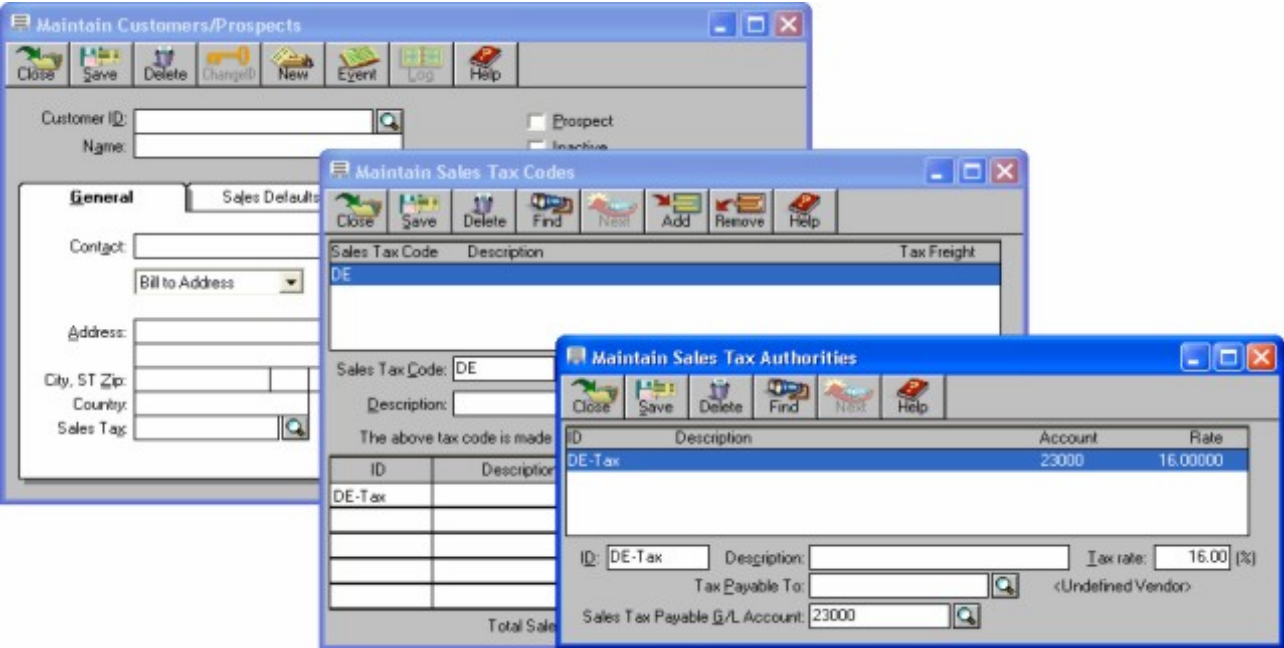 Maintain Customers/Prospects
Close Save Delete ChangeID New Event Log Help
Customer ID: Prospect
Name: Inactive
General Sales Defaults
Contact:
Bill to Address
Address:
City, ST Zip:
Country:
Sales Tax:
Maintain Sales Tax Codes
Close Save Delete Find Next Add Remove Help
Sales Tax Code Description Tax Freight
DE
Sales Tax Code: DE
Description:
The above tax code is made
ID Description
DE-Tax
Total Sale
Maintain Sales Tax Authorities
Close Save Delete Find Next Help
ID Description Account Rate
DE-Tax 23000 16.00000
ID: DE-Tax Description: Tax rate: 16.00 (%)
Tax Payable To: <Undefined Vendor>
Sales Tax Payable G/L Account: 23000